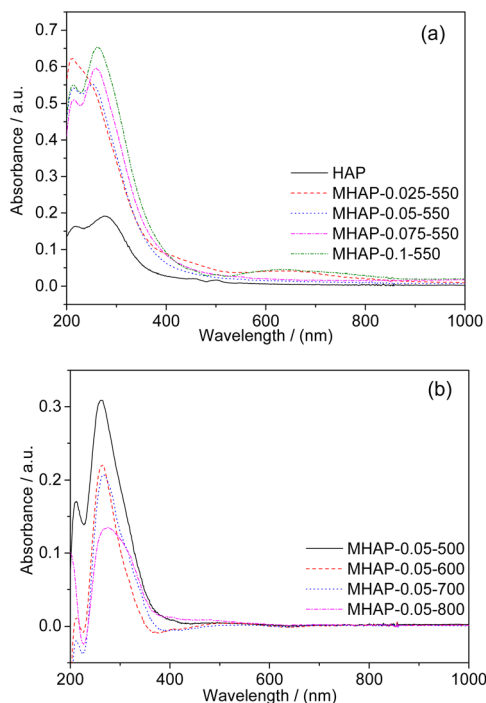 (a)
0.7
0.6
0.5
0.4
0.3
0.2
0.1
0.0
Absorbance / a.u.
HAP
MHAP-0.025-550
MHAP-0.05-550
MHAP-0.075-550
MHAP-0.1-550
200 400 600 800 1000
Wavelength / (nm)
(b)
0.3
0.2
0.1
0.0
Absorbance / a.u.
MHAP-0.05-500
MHAP-0.05-600
MHAP-0.05-700
MHAP-0.05-800
200 400 600 800 1000
Wavelength / (nm)